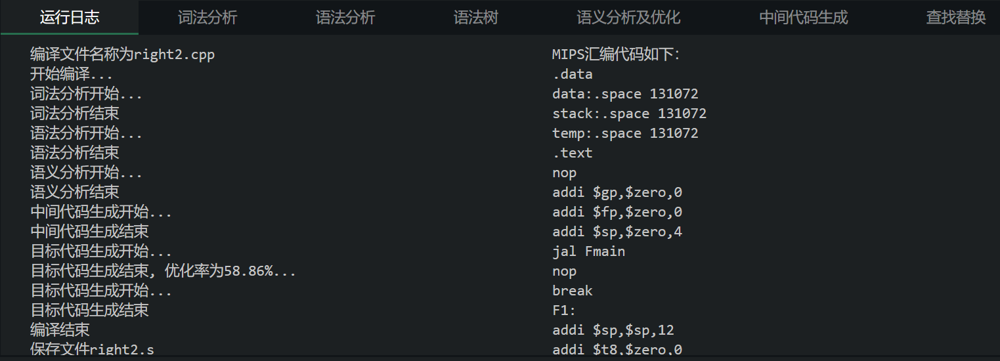 运行日志 词法分析 语法分析 语法树 语义分析及优化 中间代码生成 查找替换
编译文件名称为right2.cpp
开始编译...
词法分析开始...
词法分析结束
语法分析开始...
语法分析结束
语义分析开始...
语义分析结束
中间代码生成开始...
中间代码生成结束
目标代码生成开始...
目标代码生成结束, 优化率为58.86%...
目标代码生成开始...
目标代码生成结束
编译结束
保存文件right2.s
MIPS汇编代码如下:
.data
data:.space 131072
stack:.space 131072
temp:.space 131072
.text
nop
addi $gp,$zero,0
addi $fp,$zero,0
addi $sp,$zero,4
jal Fmain
nop
break
F1:
addi $sp,$sp,12
addi $t8,$zero,0